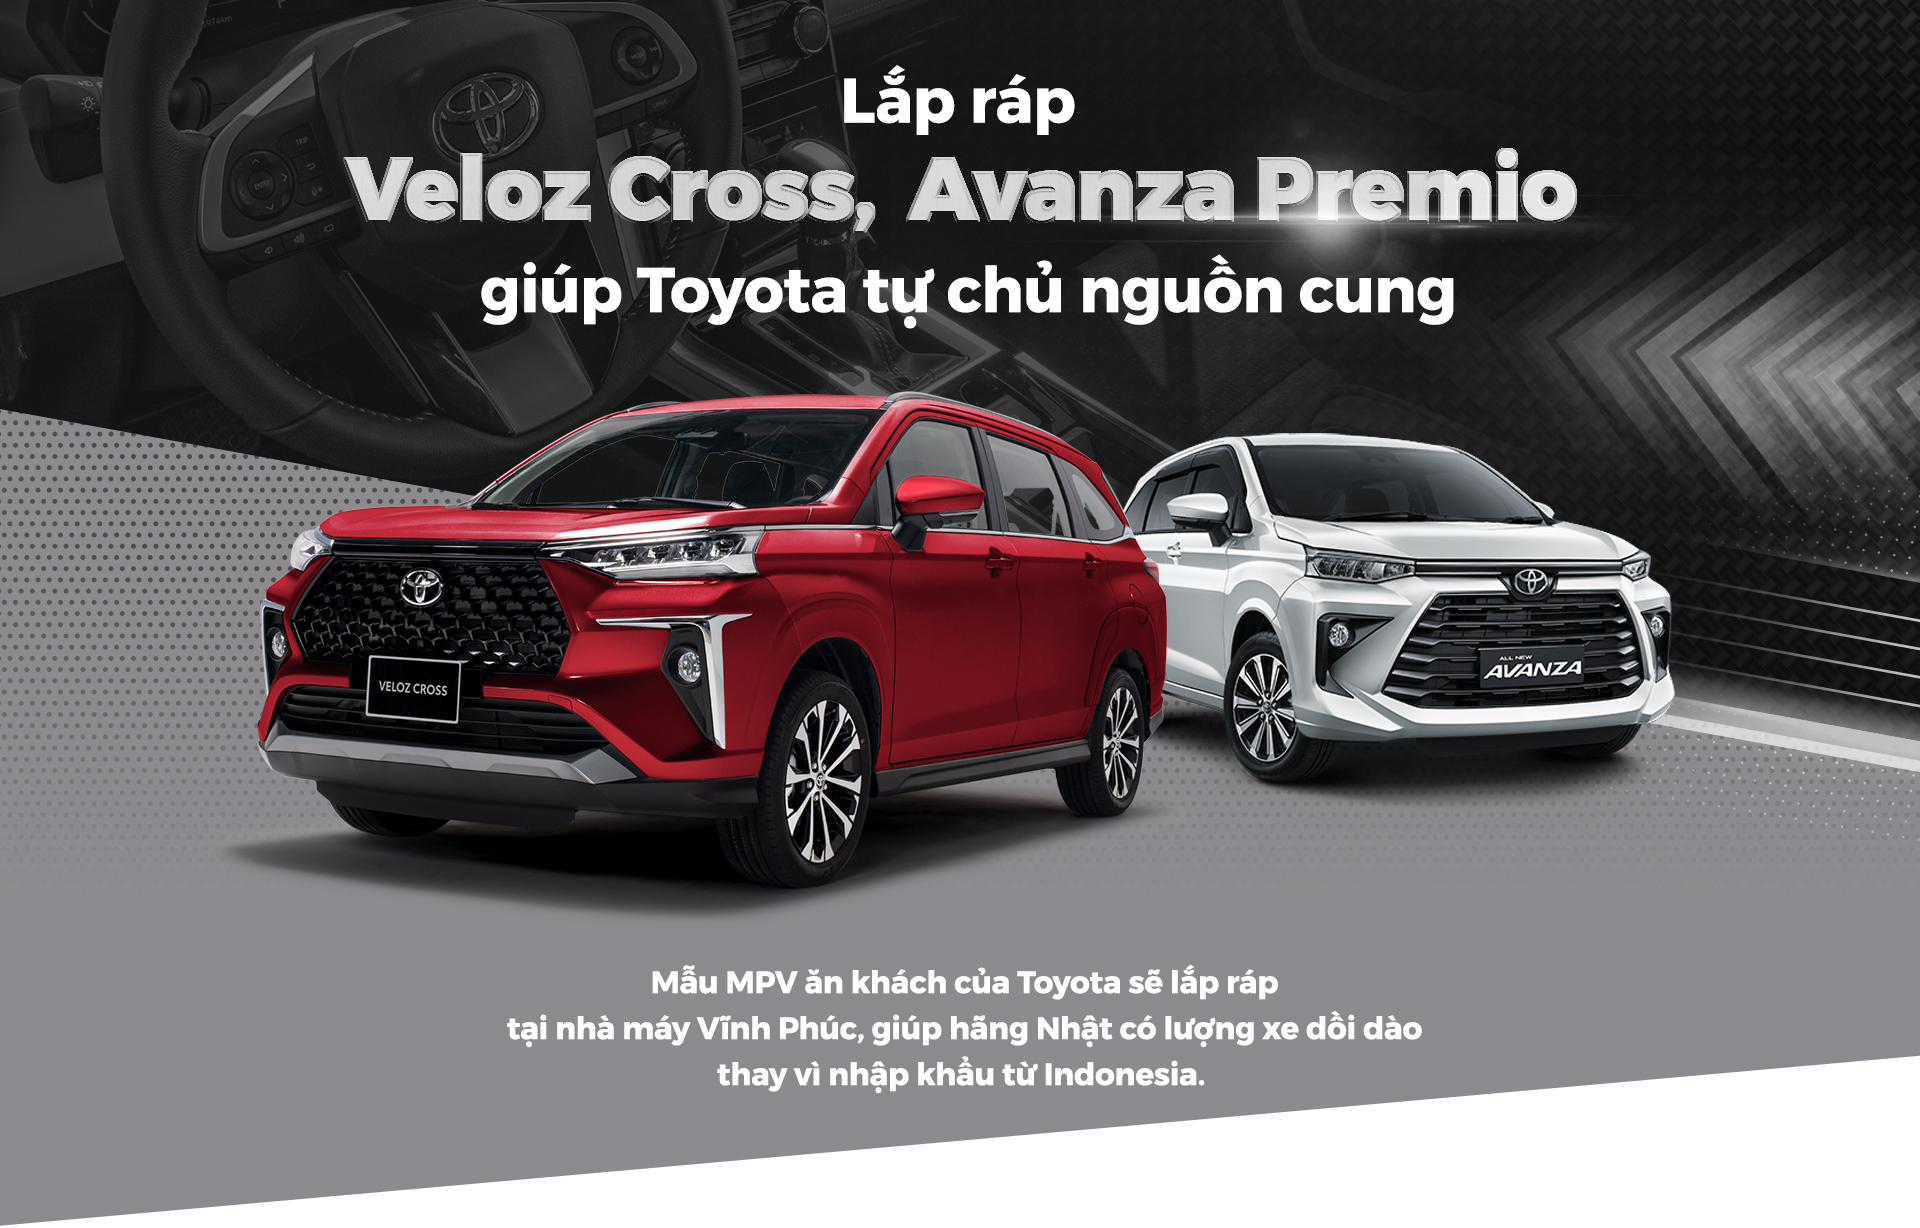 Lắp ráp
Veloz Cross, Avanza Premio
giúp Toyota tự chủ nguồn cung
VELOZ CROSS
ALL NEW
AVANZA
Mẫu MPV ăn khách của Toyota sẽ lắp ráp
tại nhà máy Vĩnh Phúc, giúp hãng Nhật có lượng xe dồi dào
thay vì nhập khẩu từ Indonesia.